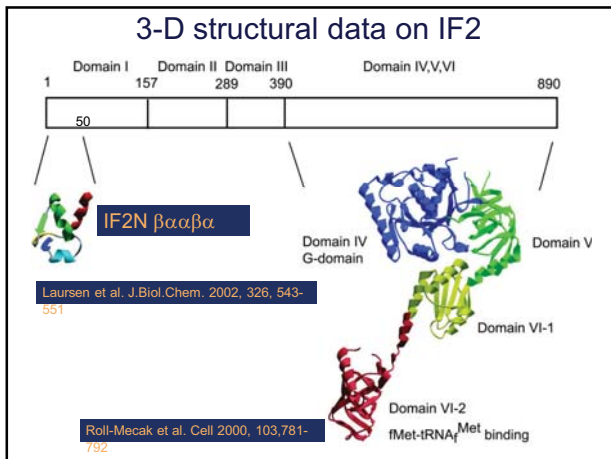 3-D structural data on IF2
Domain I Domain II Domain III Domain IV,V,VI
1 157 289 390 890
50
IF2N βααβα
Domain IV
G-domain
Domain V
Laursen et al. J.Biol.Chem. 2002, 326, 543-
551
Domain VI-1
Domain VI-2
fMet-tRNAfMet binding
Roll-Mecak et al. Cell 2000, 103,781-
792